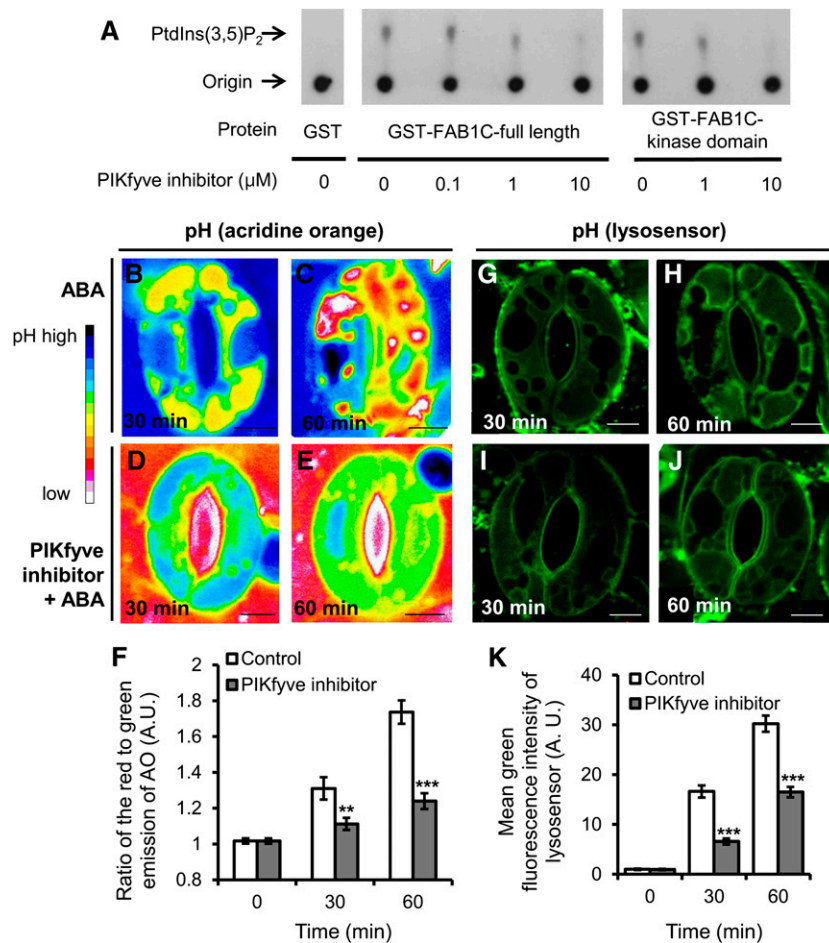 A
PtdIns(3,5)P₂
Origin
Protein GST GST-FAB1C-full length GST-FAB1C-
kinase domain
PIKfyve inhibitor (µM) 0 0 0.1 1 10 0 1 10
pH (acridine orange) pH (lysosensor)
ABA
pH high
low
B
30 min
C
60 min
G
30 min
H
60 min
PIKfyve
inhibitor
+ ABA
D
30 min
E
60 min
I
30 min
J
60 min
F
Ratio of the red to green
emission of AO (A.U.)
2
1.8
1.6
1.4
1.2
1
0.8
Control
PIKfyve inhibitor
**
***
0 30 60
Time (min)
K
Mean green
fluorescence intensity of
lysosensor (A. U.)
40
30
20
10
0
Control
PIKfyve inhibitor
***
***
0 30 60
Time (min)